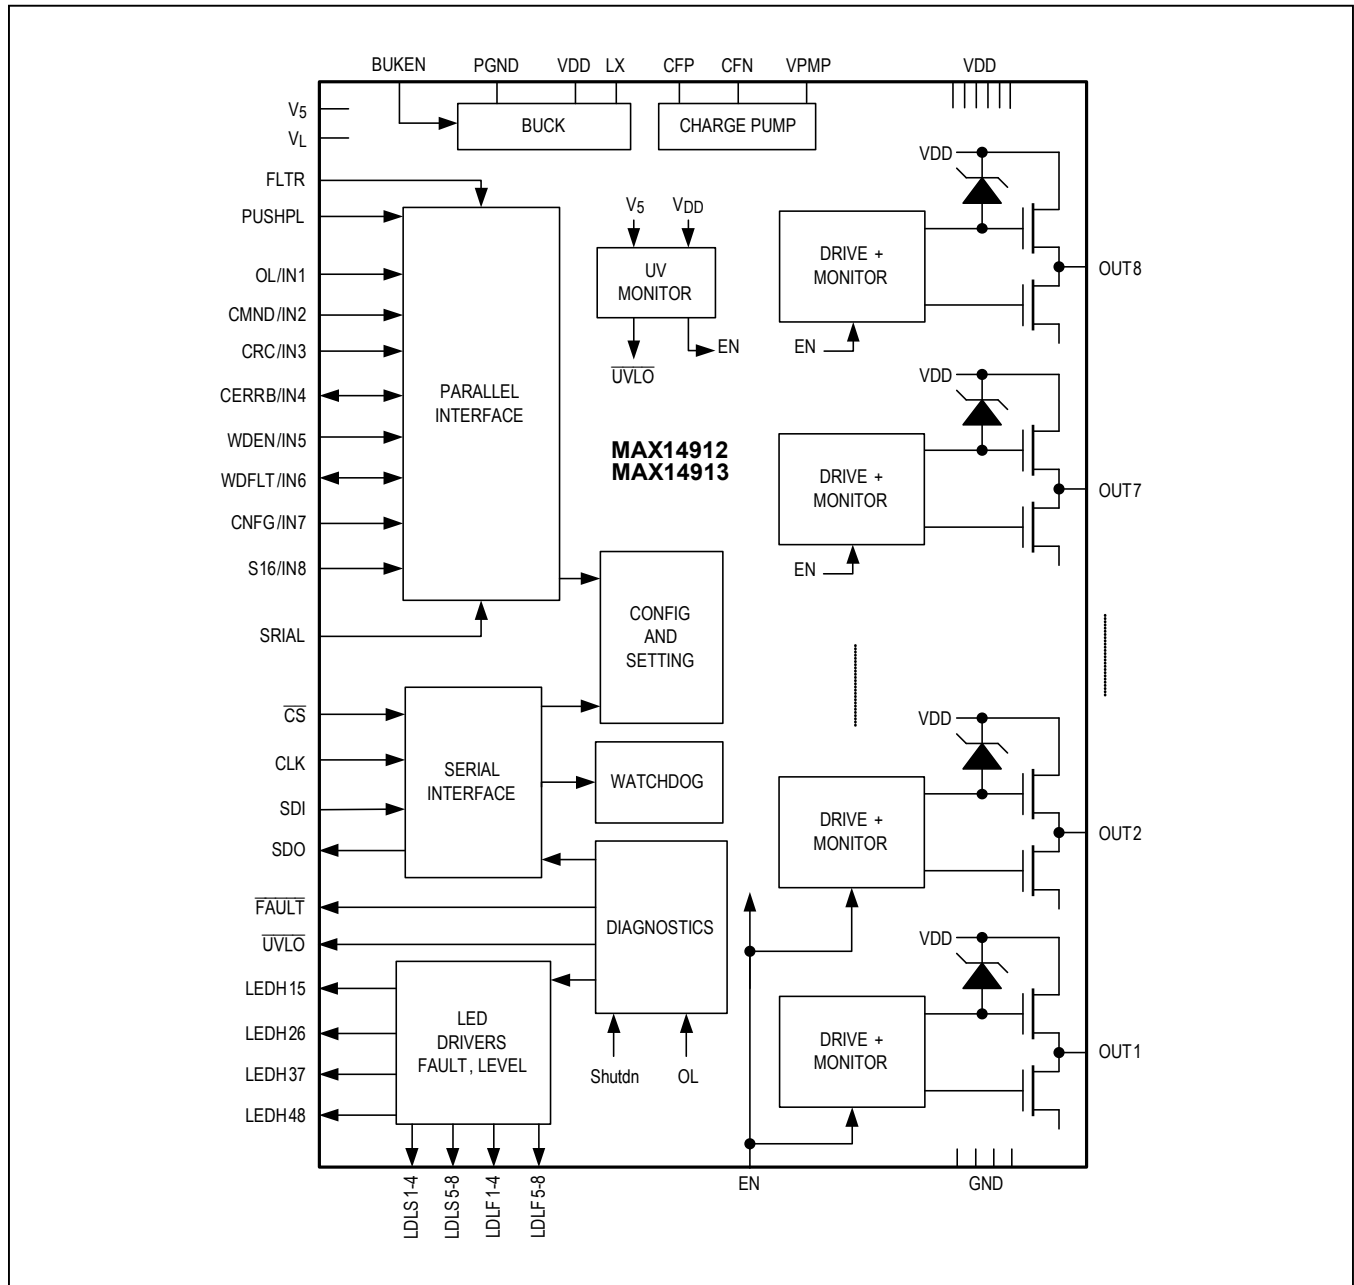 BUKEN PGND VDD LX CFP CFN VPMP VDD
V5
VL
FLTR
PUSHPL
OL/IN1
CMND/IN2
CRC/IN3
CERRB/IN4
WDEN/IN5
WDFLT/IN6
CNFG/IN7
S16/IN8
SRIAL
CS
CLK
SDI
SDO
FAULT
UVLO
LEDH15
LEDH26
LEDH37
LEDH48
BUCK
CHARGE PUMP
PARALLEL
INTERFACE
V5 VDD
UV
MONITOR
UVLO
EN
MAX14912
MAX14913
CONFIG
AND
SETTING
SERIAL
INTERFACE
WATCHDOG
DIAGNOSTICS
Shutdn OL
LED
DRIVERS
FAULT, LEVEL
LDLS1-4
LDLS5-8
LDLF1-4
LDLF5-8
VDD
DRIVE +
MONITOR
EN
OUT8
VDD
DRIVE +
MONITOR
EN
OUT7
VDD
DRIVE +
MONITOR
OUT2
VDD
DRIVE +
MONITOR
OUT1
EN
GND